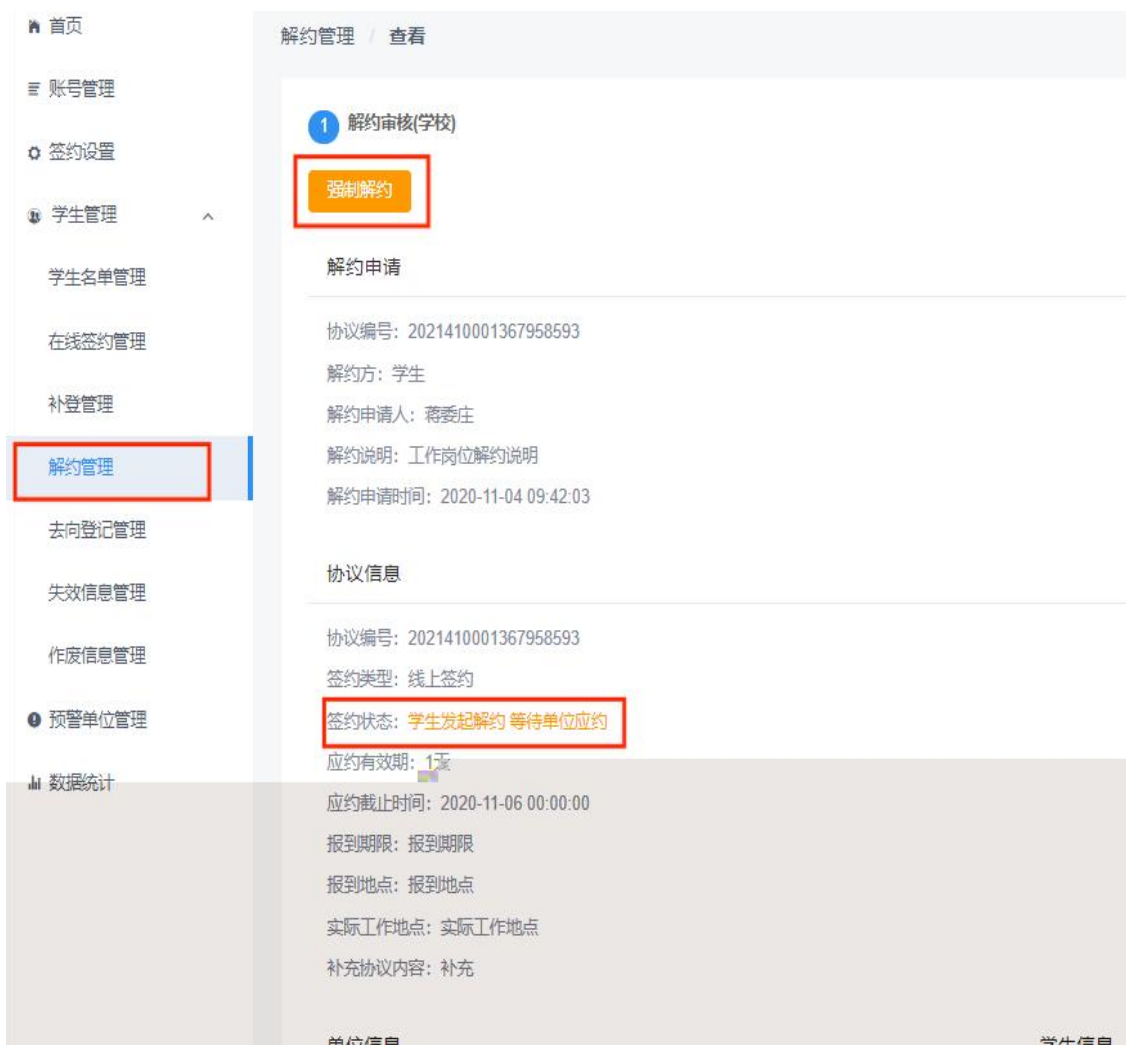 首页
账号管理
签约设置
学生管理
学生名单管理
在线签约管理
补登管理
解约管理
去向登记管理
失效信息管理
作废信息管理
预警单位管理
数据统计
解约管理 / 查看
1 解约审核(学校)
强制解约
解约申请
协议编号：2021410001367958593
解约方：学生
解约申请人：蒋委庄
解约说明：工作岗位解约说明
解约申请时间：2020-11-04 09:42:03
协议信息
协议编号：2021410001367958593
签约类型：线上签约
签约状态：学生发起解约 等待单位应约
应约有效期：1天
应约截止时间：2020-11-06 00:00:00
报到期限：报到期限
报到地点：报到地点
实际工作地点：实际工作地点
补充协议内容：补充
单位信息 学生信息